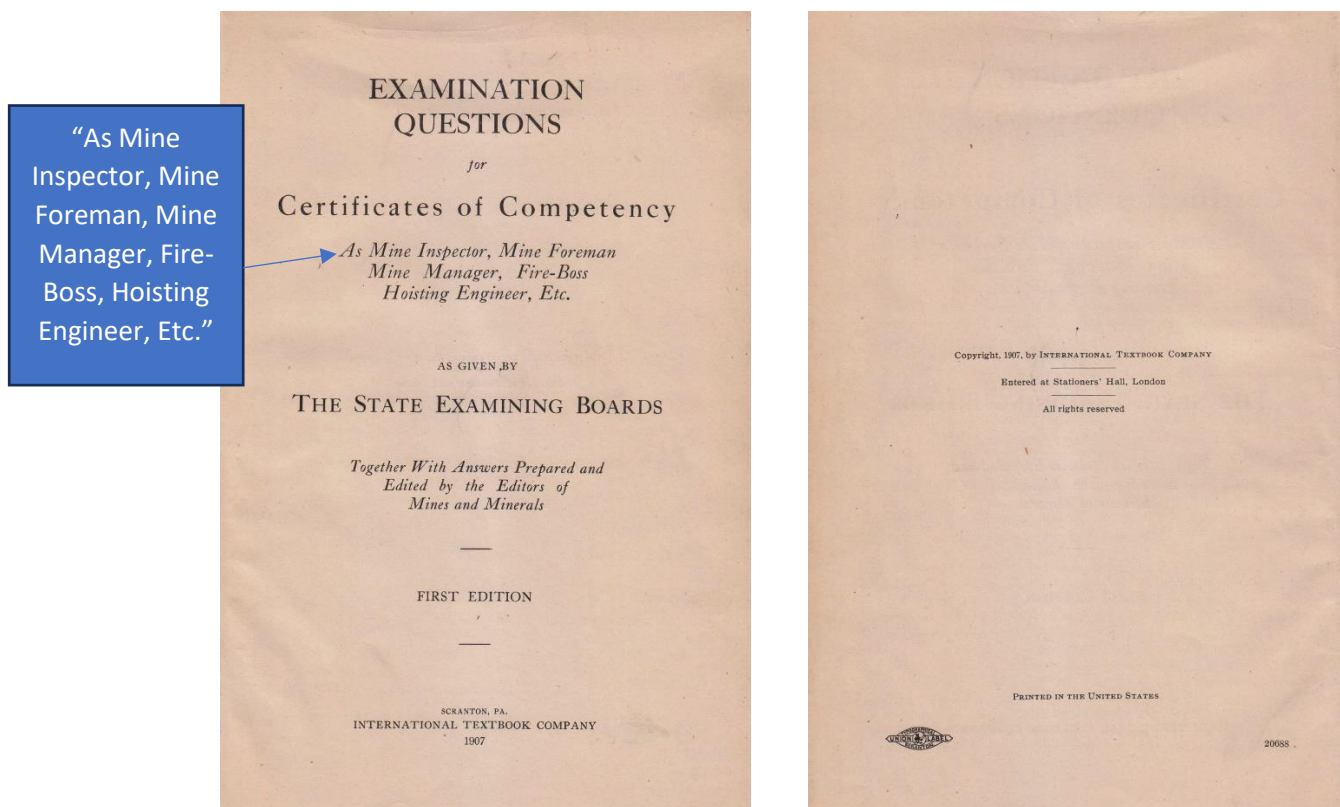 “As Mine
Inspector, Mine
Foreman, Mine
Manager, Fire-
Boss, Hoisting
Engineer, Etc.”
EXAMINATION
QUESTIONS
for
Certificates of Competency
As Mine Inspector, Mine Foreman
Mine Manager, Fire-Boss
Hoisting Engineer, Etc.
AS GIVEN BY
THE STATE EXAMINING BOARDS
Together With Answers Prepared and
Edited by the Editors of
Mines and Minerals
FIRST EDITION
SCRANTON, PA.
INTERNATIONAL TEXTBOOK COMPANY
1907
Copyright, 1907, by INTERNATIONAL TEXTBOOK COMPANY
Entered at Stationers' Hall, London
All rights reserved
PRINTED IN THE UNITED STATES
UNION LABEL
SCRANTON
20088